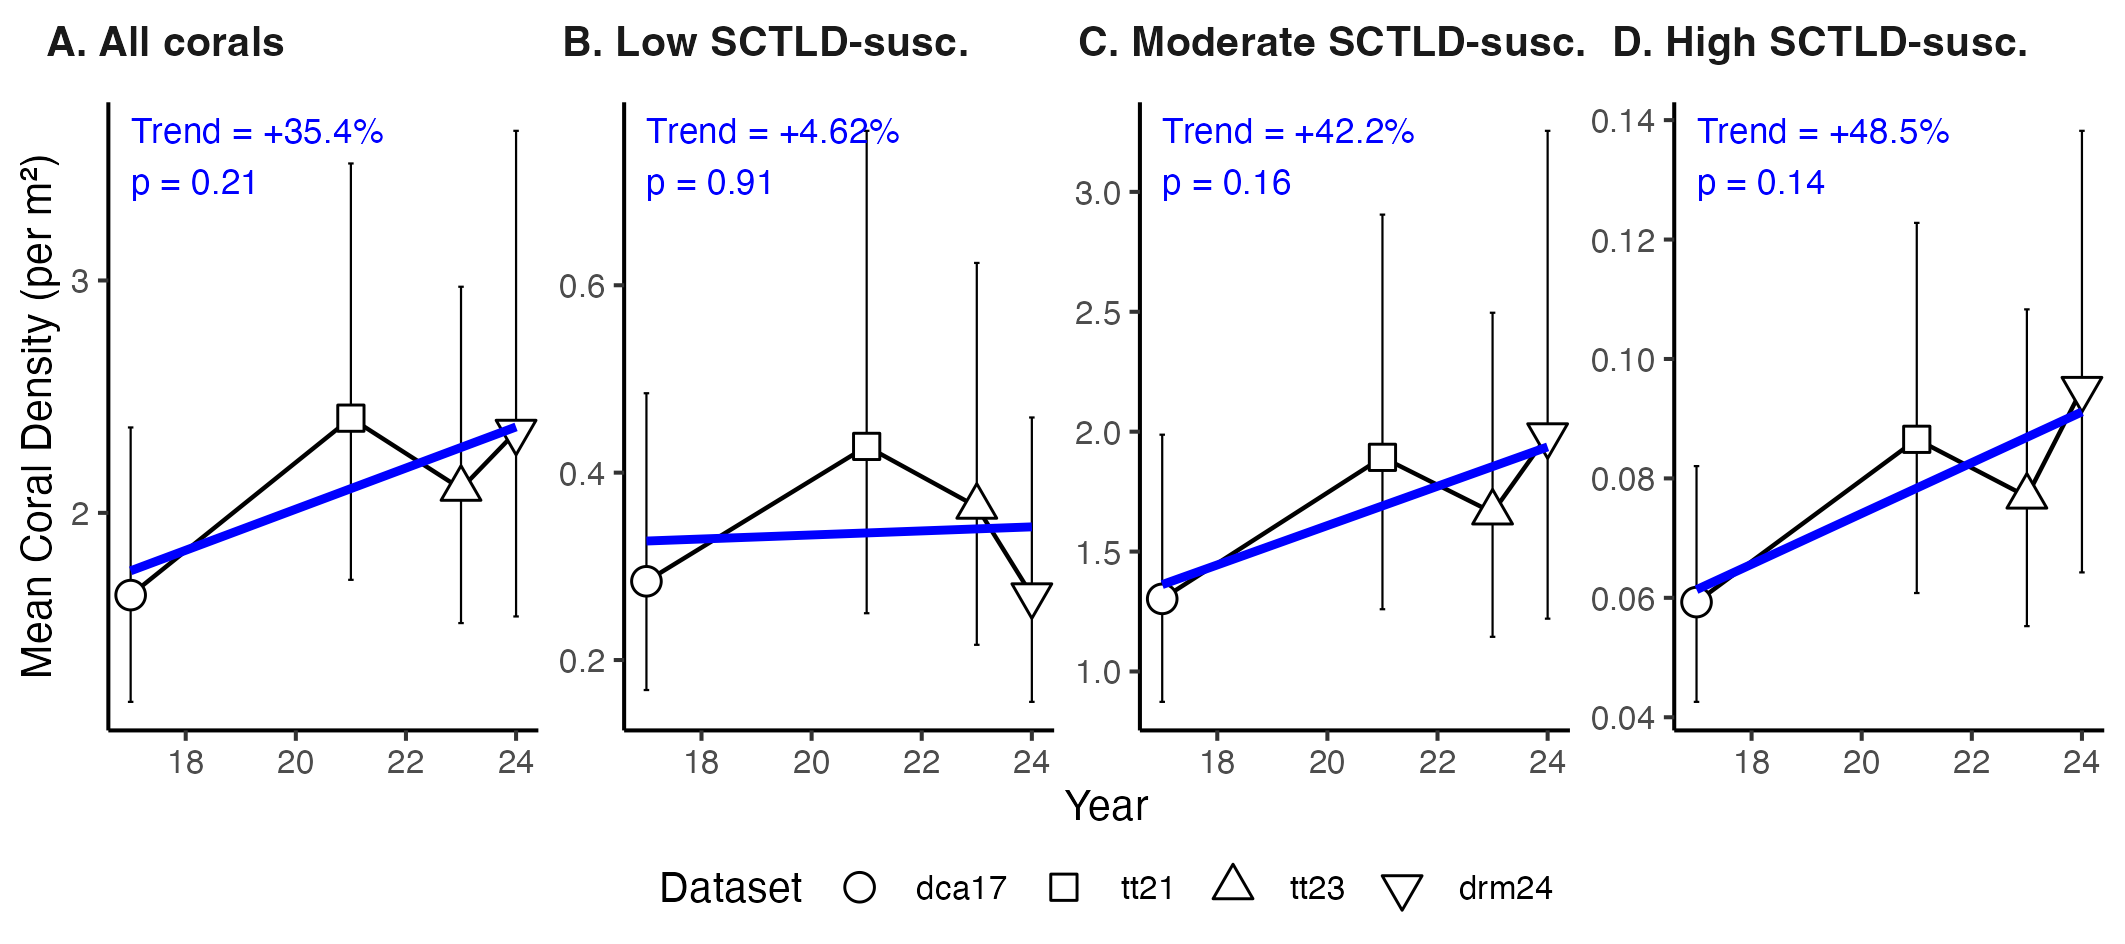 A. All corals
B. Low SCTLD-susc.
C. Moderate SCTLD-susc.
D. High SCTLD-susc.
Mean Coral Density (per m²)
Trend = +35.4%
p = 0.21
3
2
18 20 22 24
Trend = +4.62%
p = 0.91
0.6
0.4
0.2
18 20 22 24
Trend = +42.2%
p = 0.16
3.0
2.5
2.0
1.5
1.0
18 20 22 24
Trend = +48.5%
p = 0.14
0.14
0.12
0.10
0.08
0.06
0.04
18 20 22 24
Year
Dataset dca17 tt21 tt23 drm24